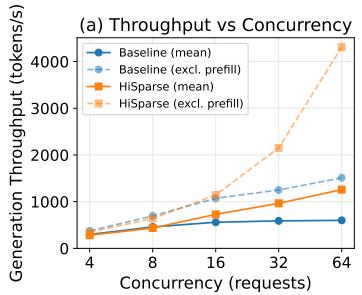 (a) Throughput vs Concurrency
Generation Throughput (tokens/s)
4000
3000
2000
1000
0
Baseline (mean)
Baseline (excl. prefill)
HiSparse (mean)
HiSparse (excl. prefill)
4 8 16 32 64
Concurrency (requests)